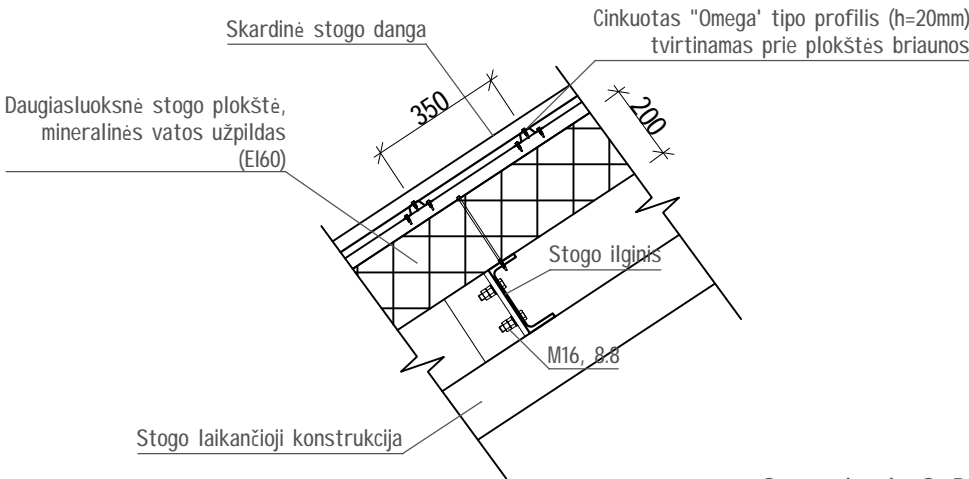 Skardinė stogo danga
Cinkuotas "Omega' tipo profilis (h=20mm)
tvirtinamas prie plokštės briaunos
Daugiasluoksnė stogo plokštė,
mineralinės vatos užpildas
(EI60)
350
200
Stogo ilginis
M16, 8.8
Stogo laikančioji konstrukcija